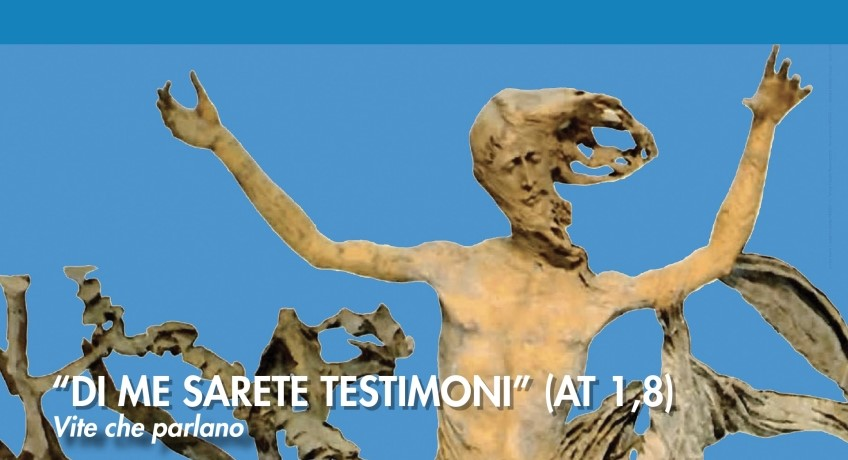 “DI ME SARETE TESTIMONI” (AT 1,8)
Vite che parlano